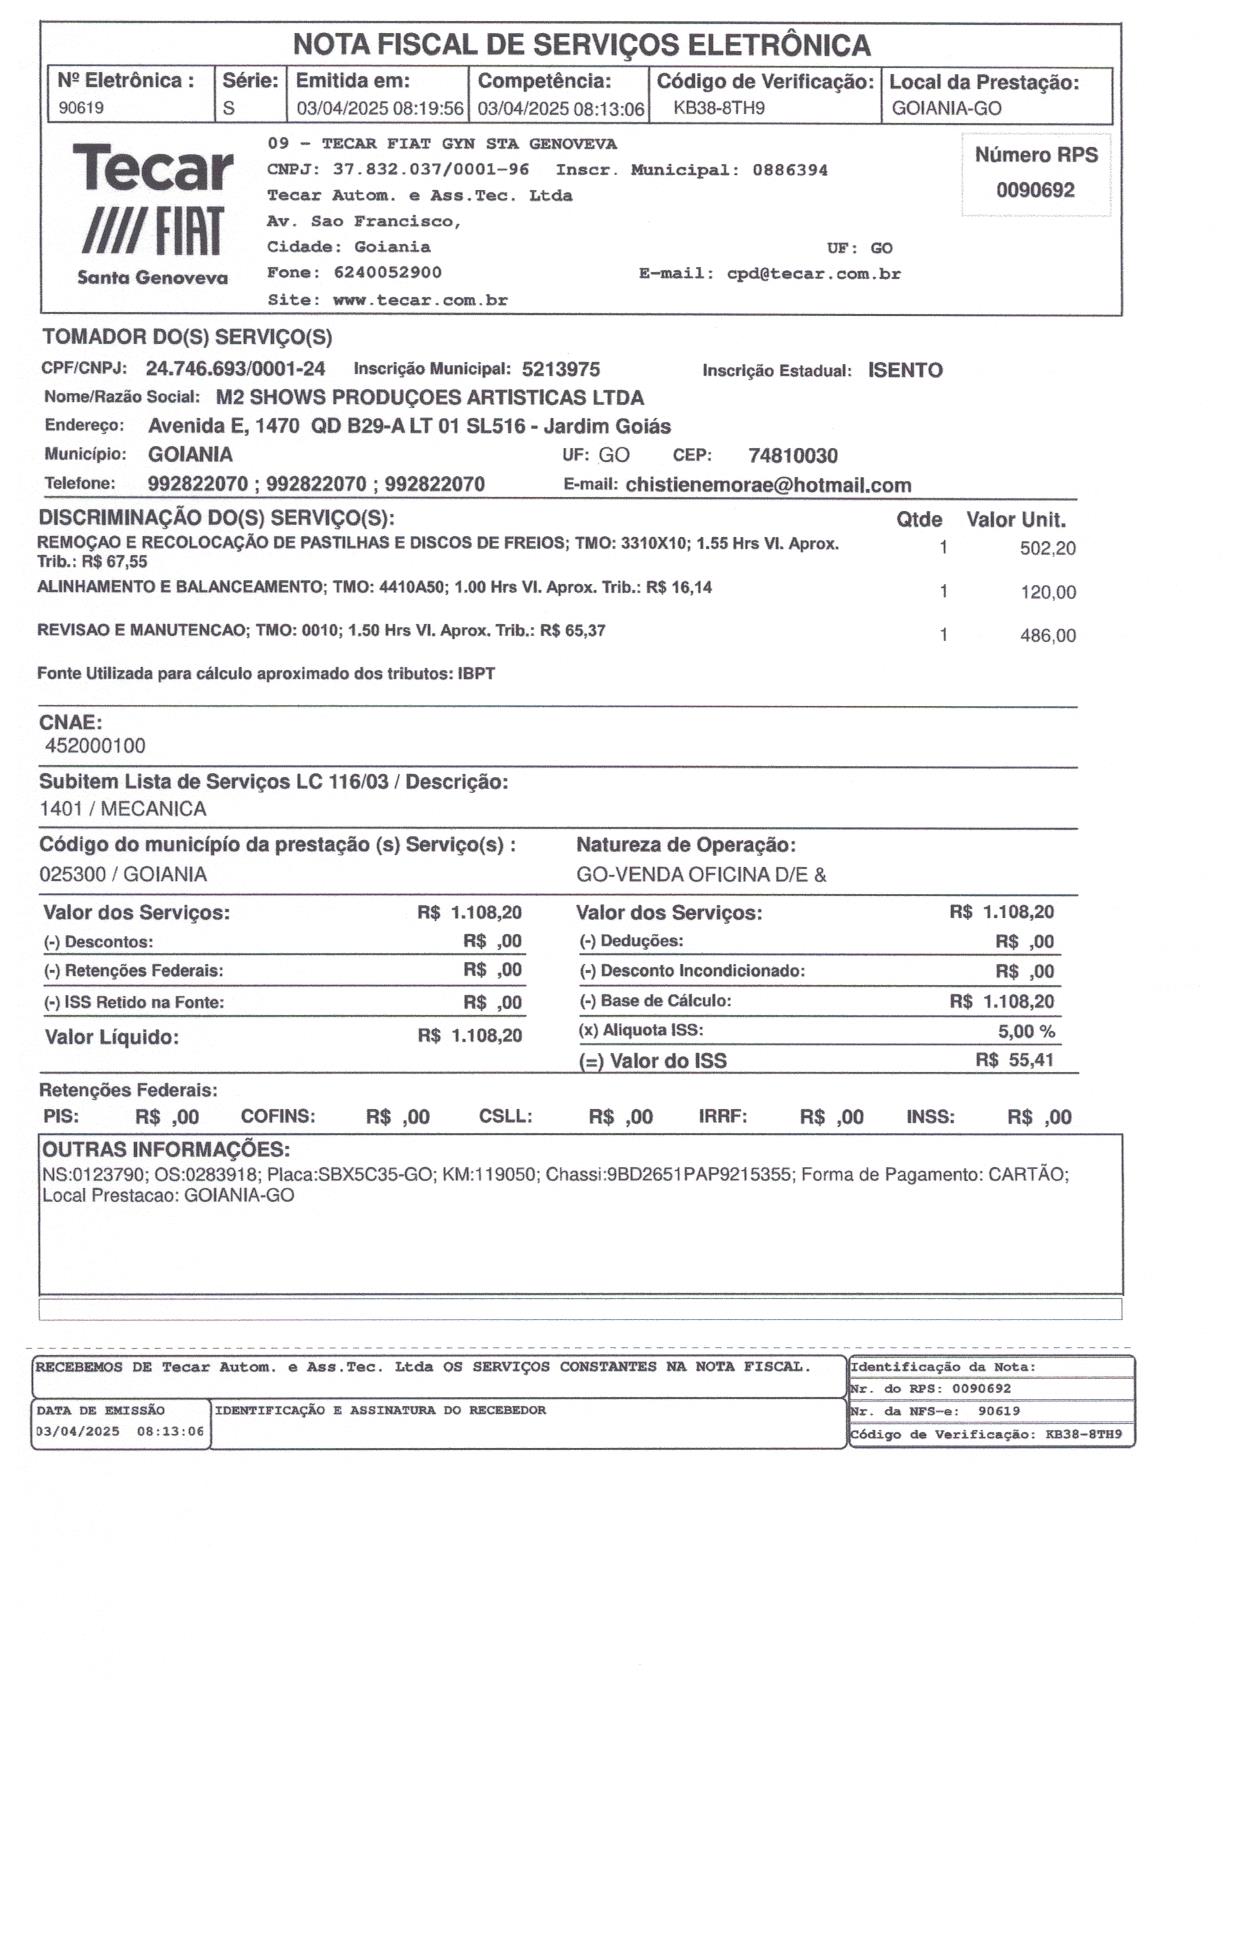 NOTA FISCAL DE SERVIÇOS ELETRÔNICA
Nº Eletrônica : Série: Emitida em: Competência: Código de Verificação: Local da Prestação:
90619 S 03/04/2025 08:19:56 03/04/2025 08:13:06 KB38-8TH9 GOIANIA-GO
Tecar
FIAT
Santa Genoveva
09 - TECAR FIAT GYN STA GENOVEVA
CNPJ: 37.832.037/0001-96 Inscr. Municipal: 0886394
Tecar Autom. e Ass.Tec. Ltda
Av. Sao Francisco,
Cidade: Goiania UF: GO
Fone: 6240052900 E-mail: cpd@tecar.com.br
Site: www.tecar.com.br
Número RPS
0090692
TOMADOR DO(S) SERVIÇO(S)
CPF/CNPJ: 24.746.693/0001-24 Inscrição Municipal: 5213975 Inscrição Estadual: ISENTO
Nome/Razão Social: M2 SHOWS PRODUÇOES ARTISTICAS LTDA
Endereço: Avenida E, 1470 QD B29-A LT 01 SL516 - Jardim Goiás
Município: GOIANIA UF: GO CEP: 74810030
Telefone: 992822070 ; 992822070 ; 992822070 E-mail: chistienemorae@hotmail.com
DISCRIMINAÇÃO DO(S) SERVIÇO(S): Qtde Valor Unit.
REMOÇAO E RECOLOCAÇÃO DE PASTILHAS E DISCOS DE FREIOS; TMO: 3310X10; 1.55 Hrs Vl. Aprox. 1 502,20
Trib.: R$ 67,55
ALINHAMENTO E BALANCEAMENTO; TMO: 4410A50; 1.00 Hrs Vl. Aprox. Trib.: R$ 16,14 1 120,00
REVISAO E MANUTENCAO; TMO: 0010; 1.50 Hrs Vl. Aprox. Trib.: R$ 65,37 1 486,00
Fonte Utilizada para cálculo aproximado dos tributos: IBPT
CNAE:
452000100
Subitem Lista de Serviços LC 116/03 / Descrição:
1401 / MECANICA
Código do município da prestação (s) Serviço(s) : Natureza de Operação:
025300 / GOIANIA GO-VENDA OFICINA D/E &
Valor dos Serviços: R$ 1.108,20 Valor dos Serviços: R$ 1.108,20
(-) Descontos: R$ ,00 (-) Deduções: R$ ,00
(-) Retenções Federais: R$ ,00 (-) Desconto Incondicionado: R$ ,00
(-) ISS Retido na Fonte: R$ ,00 (-) Base de Cálculo: R$ 1.108,20
Valor Líquido: R$ 1.108,20 (x) Aliquota ISS: 5,00 %
(=) Valor do ISS R$ 55,41
Retenções Federais:
PIS: R$ ,00 COFINS: R$ ,00 CSLL: R$ ,00 IRRF: R$ ,00 INSS: R$ ,00
OUTRAS INFORMAÇÕES:
NS:0123790; OS:0283918; Placa:SBX5C35-GO; KM:119050; Chassi:9BD2651PAP9215355; Forma de Pagamento: CARTÃO;
Local Prestacao: GOIANIA-GO
RECEBEMOS DE Tecar Autom. e Ass.Tec. Ltda OS SERVIÇOS CONSTANTES NA NOTA FISCAL.
DATA DE EMISSÃO IDENTIFICAÇÃO E ASSINATURA DO RECEBEDOR
03/04/2025 08:13:06
Identificação da Nota:
Nr. do RPS: 0090692
Nr. da NFS-e: 90619
Código de Verificação: KB38-8TH9